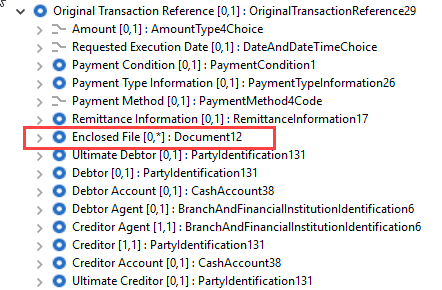 Original Transaction Reference [0,1] : OriginalTransactionReference29
Amount [0,1] : AmountType4Choice
Requested Execution Date [0,1] : DateAndDateTimeChoice
Payment Condition [0,1] : PaymentCondition1
Payment Type Information [0,1] : PaymentTypeInformation26
Payment Method [0,1] : PaymentMethod4Code
Remittance Information [0,1] : RemittanceInformation17
Enclosed File [0,*] : Document12
Ultimate Debtor [0,1] : PartyIdentification131
Debtor [0,1] : PartyIdentification131
Debtor Account [0,1] : CashAccount38
Debtor Agent [0,1] : BranchAndFinancialInstitutionIdentification6
Creditor Agent [1,1] : BranchAndFinancialInstitutionIdentification6
Creditor [1,1] : PartyIdentification131
Creditor Account [0,1] : CashAccount38
Ultimate Creditor [0,1] : PartyIdentification131